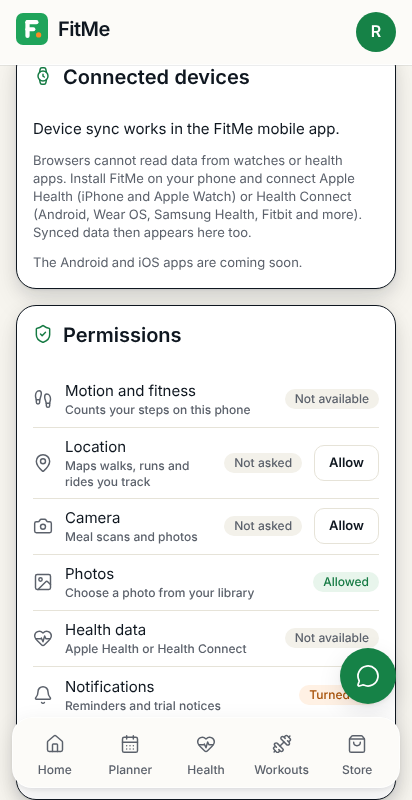 FitMe
R
Connected devices
Device sync works in the FitMe mobile app.
Browsers cannot read data from watches or health
apps. Install FitMe on your phone and connect Apple
Health (iPhone and Apple Watch) or Health Connect
(Android, Wear OS, Samsung Health, Fitbit and more).
Synced data then appears here too.
The Android and iOS apps are coming soon.
Permissions
Motion and fitness
Counts your steps on this phone
Not available
Location
Maps walks, runs and
rides you track
Not asked
Allow
Camera
Meal scans and photos
Not asked
Allow
Photos
Choose a photo from your library
Allowed
Health data
Apple Health or Health Connect
Not available
Notifications
Reminders and trial notices
Turned
Home
Planner
Health
Workouts
Store